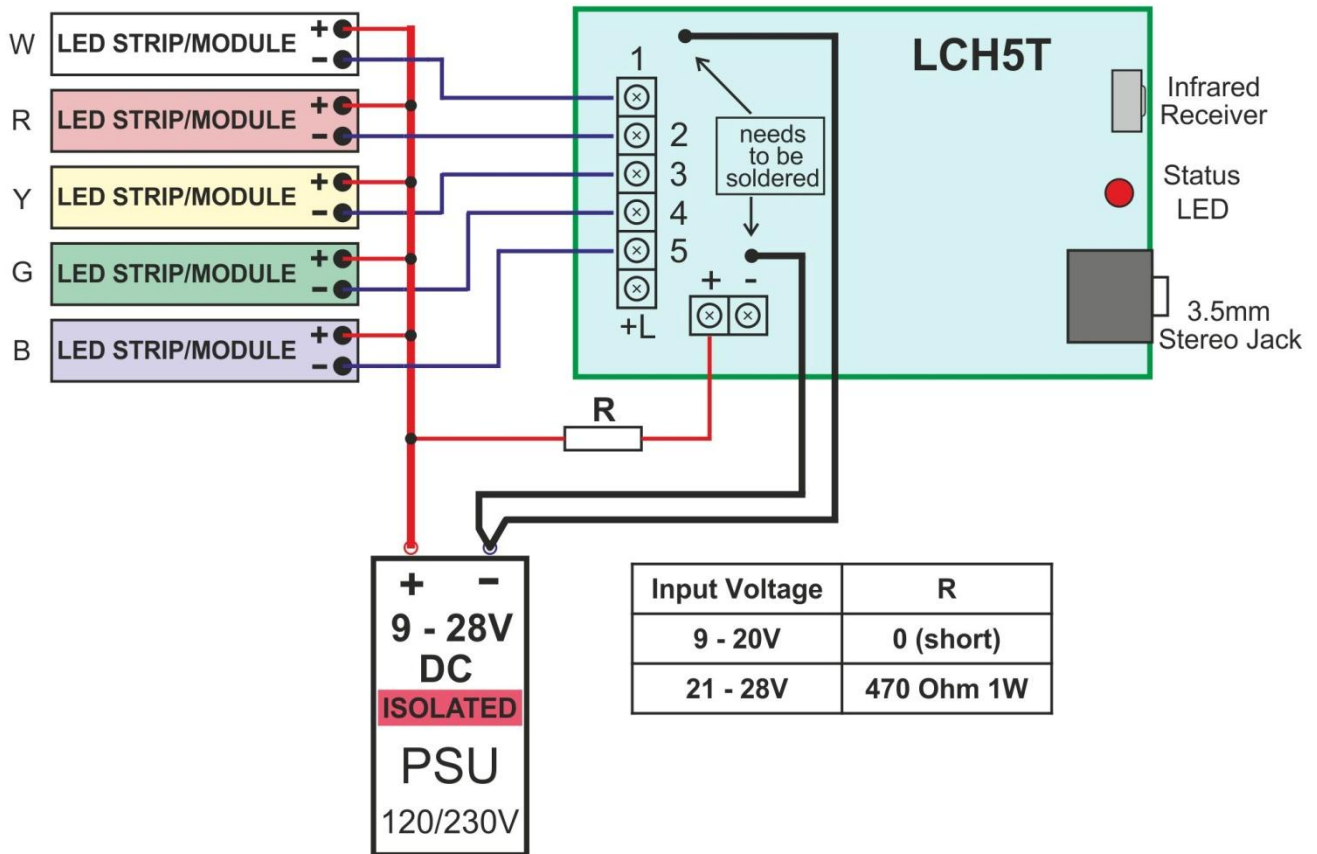 W
LED STRIP/MODULE
+
-
R
LED STRIP/MODULE
+
-
Y
LED STRIP/MODULE
+
-
G
LED STRIP/MODULE
+
-
B
LED STRIP/MODULE
+
-
LCH5T
1
2
3
4
5
+L
needs
to be
soldered
+ -
Infrared
Receiver
Status
LED
3.5mm
Stereo Jack
R
+ -
9 - 28V
DC
ISOLATED
PSU
120/230V
Input Voltage R
9 - 20V 0 (short)
21 - 28V 470 Ohm 1W